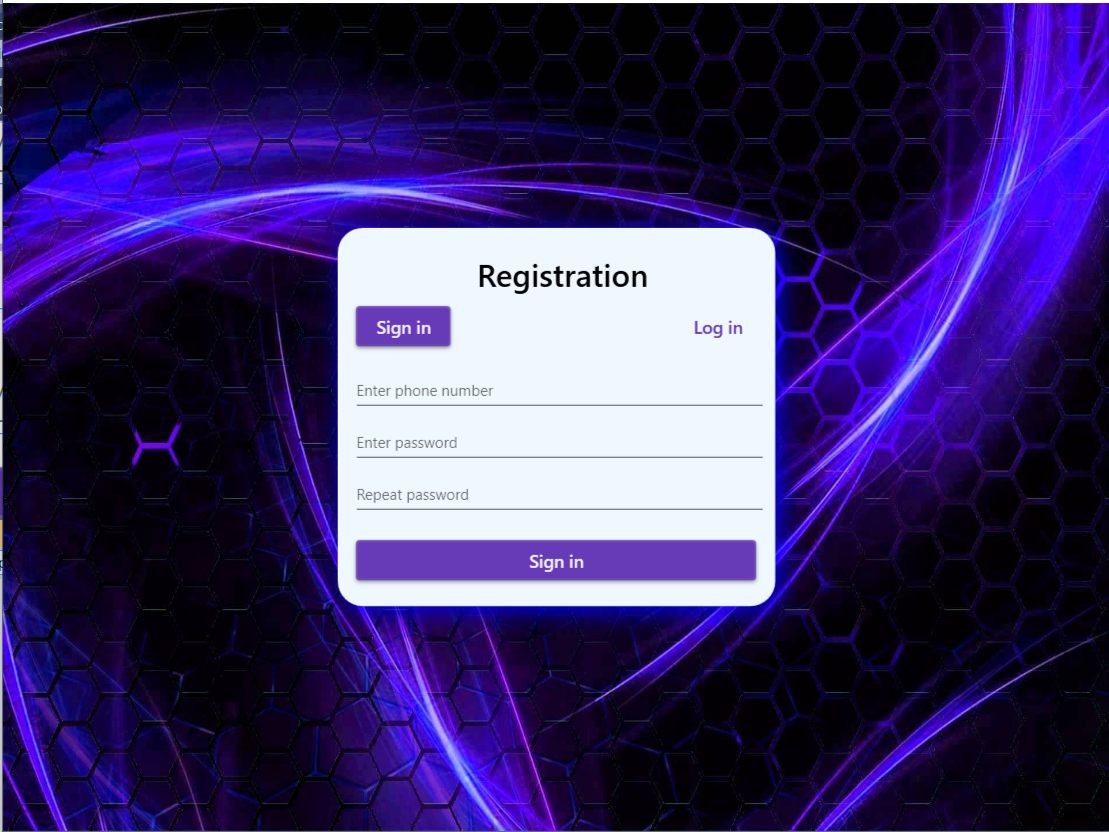 Registration
Sign in Log in
Enter phone number
Enter password
Repeat password
Sign in